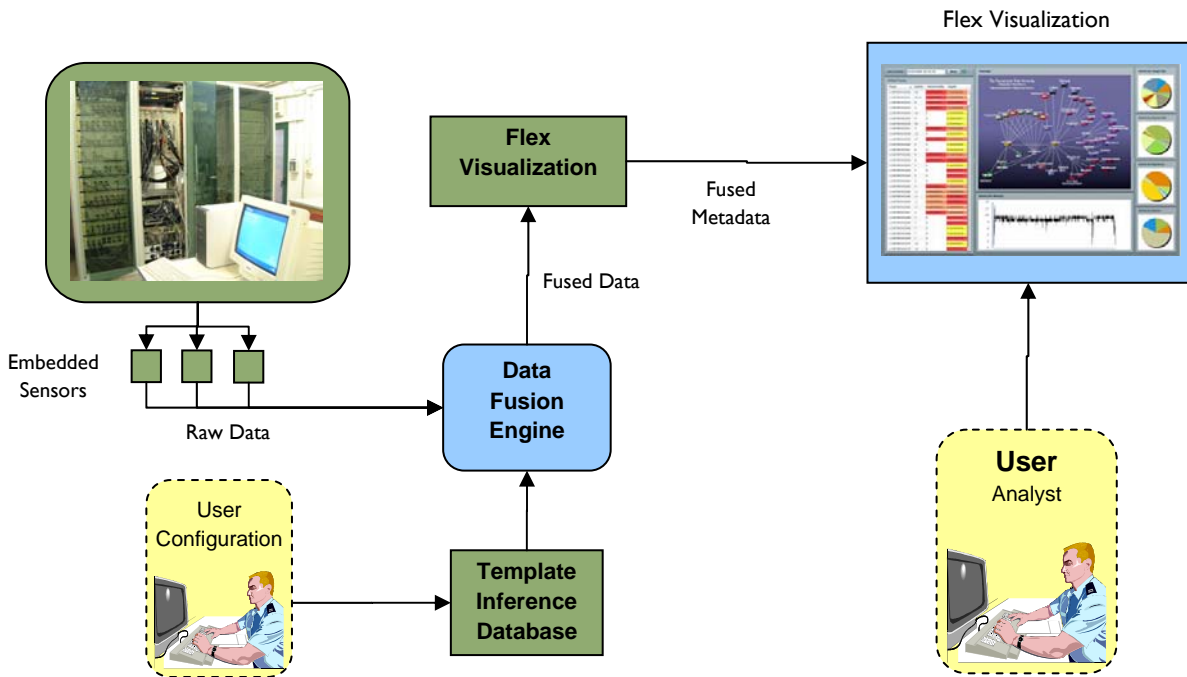 Flex Visualization
Flex
Visualization
Fused
Metadata
Fused Data
Embedded
Sensors
Raw Data
Data
Fusion
Engine
User
Configuration
Template
Inference
Database
User
Analyst